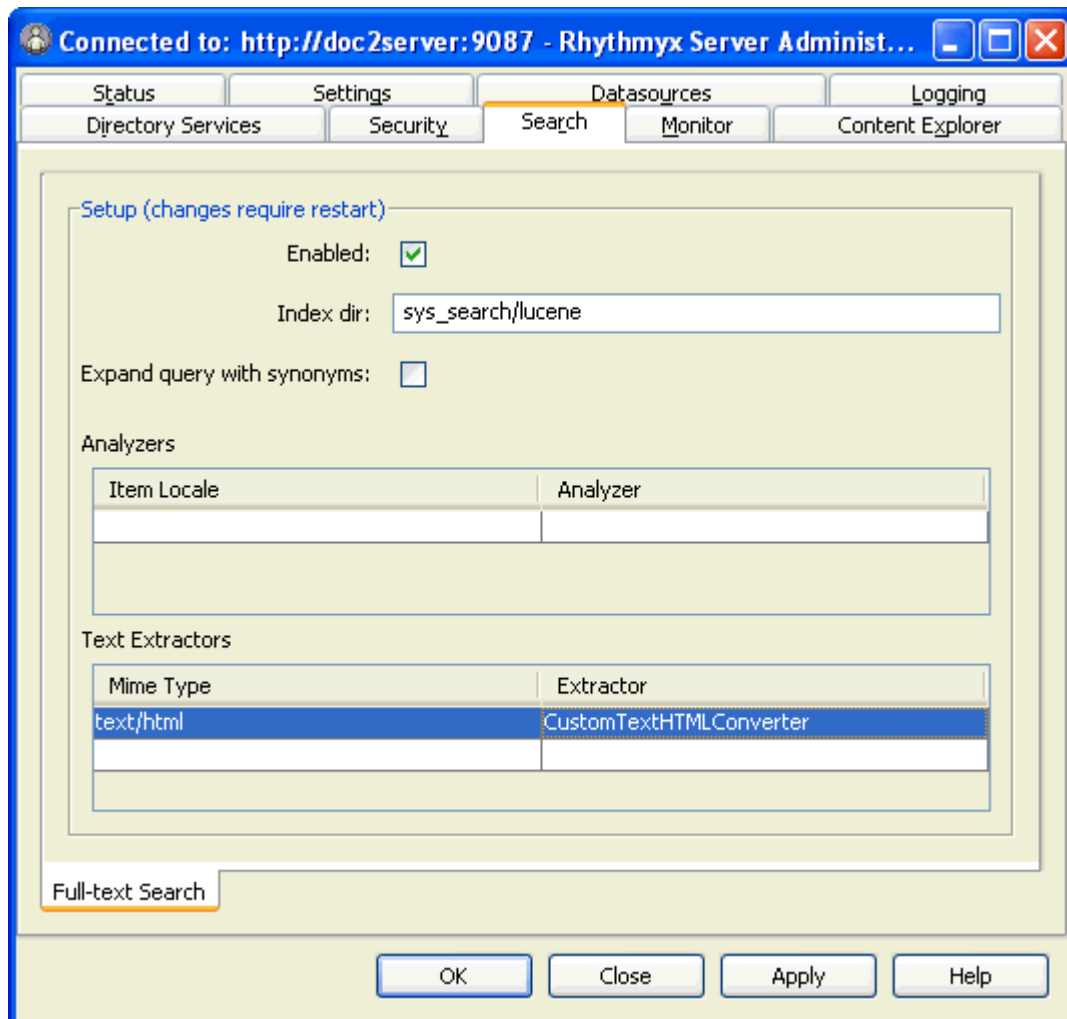 Connected to: http://doc2server:9087 - Rhythmyx Server Administ...
Status Settings Datasources Logging
Directory Services Security Search Monitor Content Explorer
Setup (changes require restart)
Enabled:
Index dir: sys_search/lucene
Expand query with synonyms:
Analyzers
Item Locale Analyzer
Text Extractors
Mime Type Extractor
text/html CustomTextHTMLConverter
Full-text Search
OK Close Apply Help